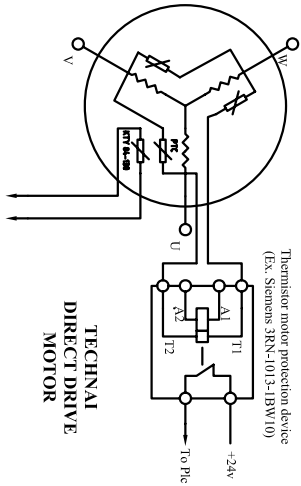 Thermistor motor protection device
(Ex. Siemens 3RN-1013-1BW10)
W
V
U
PTC
KTY 84-130
A1
A2
T1
T2
+24v
To Plc
TECHNAI
DIRECT DRIVE
MOTOR